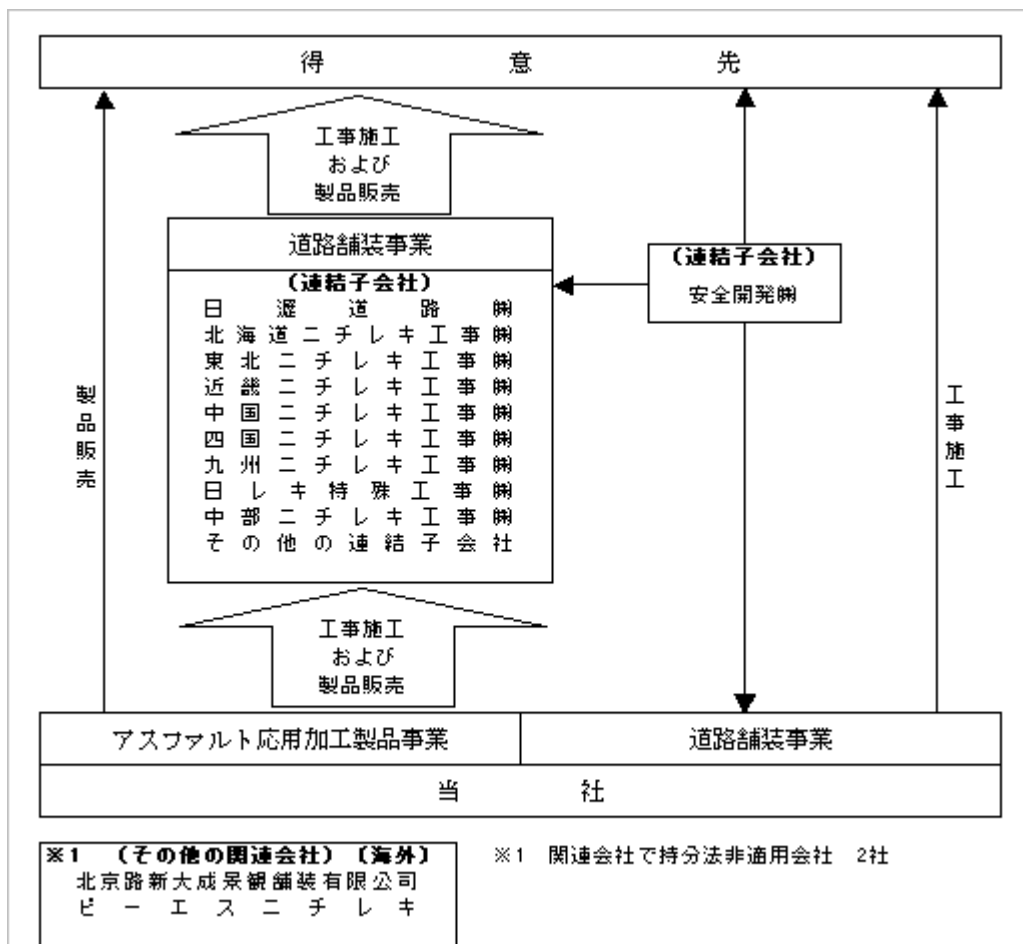 得意先
工事施工
および
製品販売
道路舗装事業
(連結子会社)
日瀝道路㈱
北海道ニチレキ工事㈱
東北ニチレキ工事㈱
近畿ニチレキ工事㈱
中国ニチレキ工事㈱
四国ニチレキ工事㈱
九州ニチレキ工事㈱
日レキ特殊工事㈱
中部ニチレキ工事㈱
その他の連結子会社
(連結子会社)
安全開発㈱
製品販売
工事施工
工事施工
および
製品販売
アスファルト応用加工製品事業
道路舗装事業
当社
※1 (その他の関連会社) 〔海外〕
北京路新大成景観舗装有限公司
ピーエスニチレキ
※1 関連会社で持分法非適用会社 2社